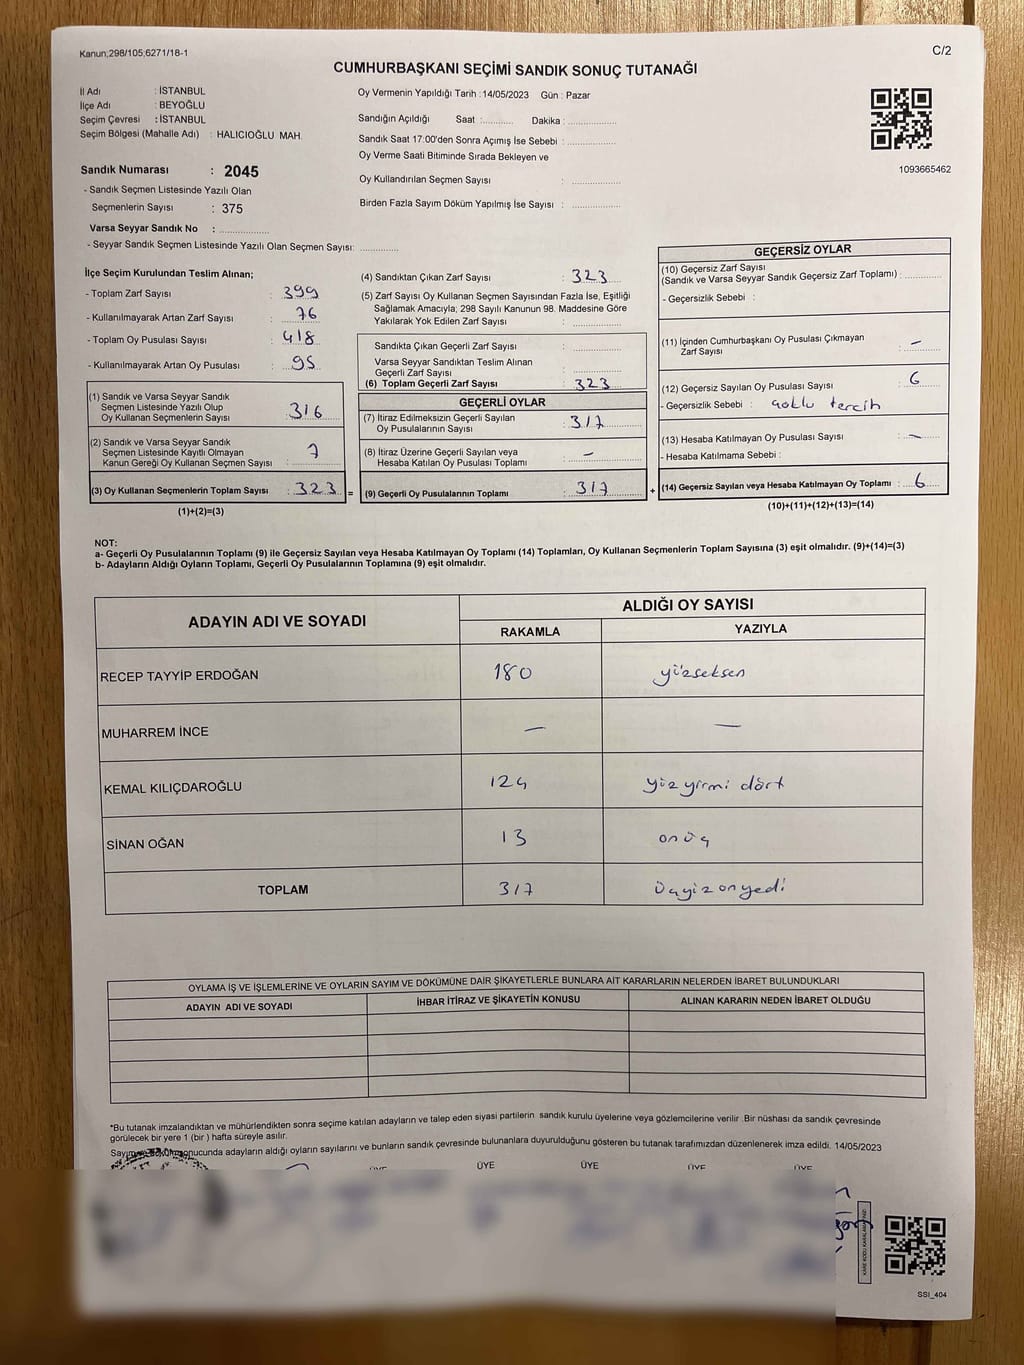 Kanun;298/105;6271/18-1
C/2
CUMHURBAŞKANI SEÇİMİ SANDIK SONUÇ TUTANAĞI
İl Adı : İSTANBUL
İlçe Adı : BEYOĞLU
Seçim Çevresi : İSTANBUL
Seçim Bölgesi (Mahalle Adı) : HALICIOĞLU MAH.
Sandık Numarası : 2045
- Sandık Seçmen Listesinde Yazılı Olan
Seçmenlerin Sayısı : 375
Varsa Seyyar Sandık No : ..............
- Seyyar Sandık Seçmen Listesinde Yazılı Olan Seçmen Sayısı: ............
Oy Vermenin Yapıldığı Tarih :14/05/2023 Gün : Pazar
Sandığın Açıldığı Saat :.......... Dakika : ..............
Sandık Saat 17:00'den Sonra Açımış İse Sebebi : ..............
Oy Verme Saati Bitiminde Sırada Bekleyen ve
Oy Kullandırılan Seçmen Sayısı : ..............
Birden Fazla Sayım Döküm Yapılmış İse Sayısı : ..............
1093665462
İlçe Seçim Kurulundan Teslim Alınan;
- Toplam Zarf Sayısı : 399
- Kullanılmayarak Artan Zarf Sayısı : 76
- Toplam Oy Pusulası Sayısı : 418
- Kullanılmayarak Artan Oy Pusulası : 95
(1) Sandık ve Varsa Seyyar Sandık
Seçmen Listesinde Yazılı Olup
Oy Kullanan Seçmenlerin Sayısı : 316
(2) Sandık ve Varsa Seyyar Sandık
Seçmen Listesinde Kayıtlı Olmayan
Kanun Gereği Oy Kullanan Seçmen Sayısı : 7
(3) Oy Kullanan Seçmenlerin Toplam Sayısı : 323 =
(1)+(2)=(3)
(4) Sandıktan Çıkan Zarf Sayısı : 323
(5) Zarf Sayısı Oy Kullanan Seçmen Sayısından Fazla İse, Eşitliği
Sağlamak Amacıyla; 298 Sayılı Kanunun 98. Maddesine Göre
Yakılarak Yok Edilen Zarf Sayısı : ..............
Sandıkta Çıkan Geçerli Zarf Sayısı : ..............
Varsa Seyyar Sandıktan Teslim Alınan
Geçerli Zarf Sayısı : ..............
(6) Toplam Geçerli Zarf Sayısı : 323
GEÇERLİ OYLAR
(7) İtiraz Edilmeksizin Geçerli Sayılan
Oy Pusulalarının Sayısı : 317
(8) İtiraz Üzerine Geçerli Sayılan veya
Hesaba Katılan Oy Pusulası Toplamı : –
(9) Geçerli Oy Pusulalarının Toplamı : 317 +
GEÇERSİZ OYLAR
(10) Geçersiz Zarf Sayısı
(Sandık ve Varsa Seyyar Sandık Geçersiz Zarf Toplamı) : ............
- Geçersizlik Sebebi :
(11) İçinden Cumhurbaşkanı Oy Pusulası Çıkmayan
Zarf Sayısı : –
(12) Geçersiz Sayılan Oy Pusulası Sayısı : 6
- Geçersizlik Sebebi : çoklu tercih
(13) Hesaba Katılmayan Oy Pusulası Sayısı : –
- Hesaba Katılmama Sebebi :
(14) Geçersiz Sayılan veya Hesaba Katılmayan Oy Toplamı : 6
(10)+(11)+(12)+(13)=(14)
NOT:
a- Geçerli Oy Pusulalarının Toplamı (9) ile Geçersiz Sayılan veya Hesaba Katılmayan Oy Toplamı (14) Toplamları, Oy Kullanan Seçmenlerin Toplam Sayısına (3) eşit olmalıdır. (9)+(14)=(3)
b- Adayların Aldığı Oyların Toplamı, Geçerli Oy Pusulalarının Toplamına (9) eşit olmalıdır.
ADAYIN ADI VE SOYADI ALDIĞI OY SAYISI
RAKAMLA YAZIYLA
RECEP TAYYİP ERDOĞAN 180 yüzseksen
MUHARREM İNCE – –
KEMAL KILIÇDAROĞLU 124 yüzyirmi dört
SİNAN OĞAN 13 onüç
TOPLAM 317 üçyüzonyedi
OYLAMA İŞ VE İŞLEMLERİNE VE OYLARIN SAYIM VE DÖKÜMÜNE DAİR ŞİKAYETLERLE BUNLARA AİT KARARLARIN NELERDEN İBARET BULUNDUKLARI
ADAYIN ADI VE SOYADI İHBAR İTİRAZ VE ŞİKAYETİN KONUSU ALINAN KARARIN NEDEN İBARET OLDUĞU
*Bu tutanak imzalandıktan ve mühürlendikten sonra seçime katılan adayların ve talep eden siyasi partilerin sandık kurulu üyelerine veya gözlemcilerine verilir .Bir nüshası da sandık çevresinde
görülecek bir yere 1 (bir ) hafta süreyle asılır.
Sayım sonucunda adayların aldığı oyların sayılarını ve bunların sandık çevresinde bulunanlara duyurulduğunu gösteren bu tutanak tarafımızdan düzenlenerek imza edildi. 14/05/2023
ÜYE ÜYE ÜYE ÜYE ÜYE
SSI_404